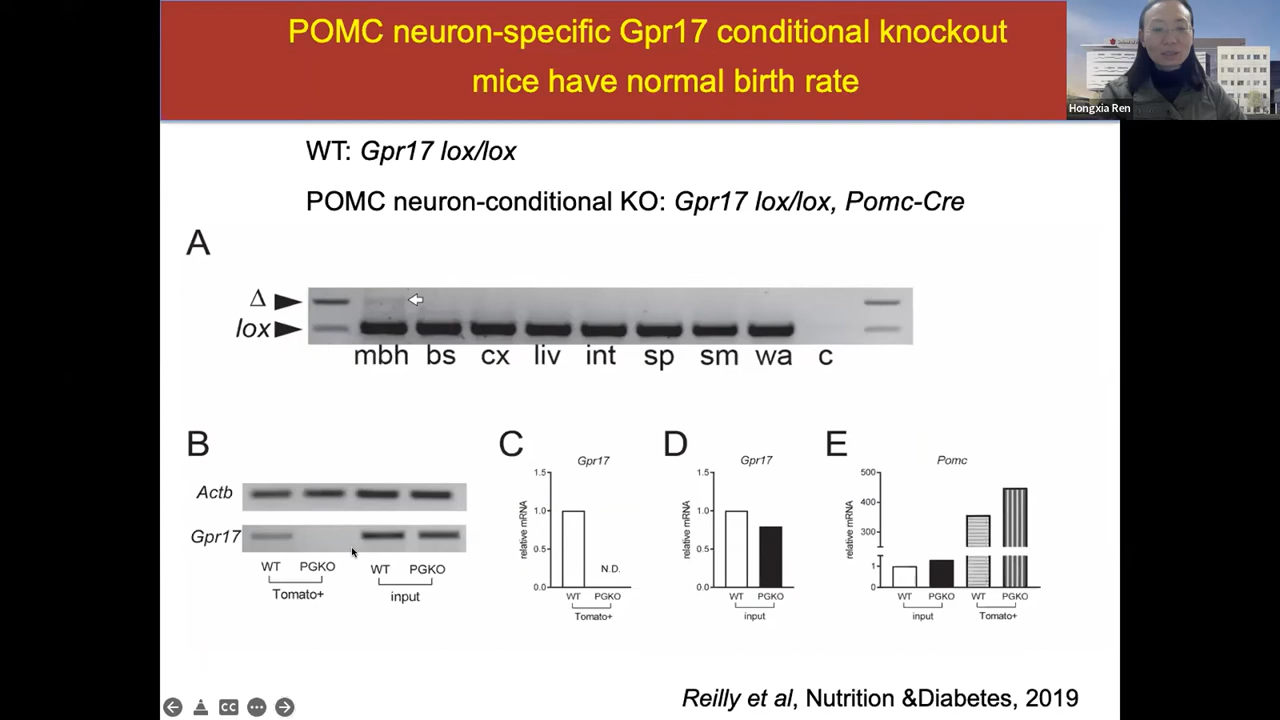 POMC neuron-specific Gpr17 conditional knockout
mice have normal birth rate
Hongxia Ren
WT: Gpr17 lox/lox
POMC neuron-conditional KO: Gpr17 lox/lox, Pomc-Cre
A
Δ
lox
mbh bs cx liv int sp sm wa c
B
Actb
Gpr17
WT PGKO WT PGKO
Tomato+ input
C
Gpr17
relative mRNA
1.5
1.0
0.5
0.0
N.D.
WT PGKO
Tomato+
D
Gpr17
relative mRNA
1.5
1.0
0.5
0.0
WT PGKO
input
E
Pomc
relative mRNA
500
400
300
1
0
WT PGKO WT PGKO
input Tomato+
CC
Reilly et al, Nutrition &Diabetes, 2019